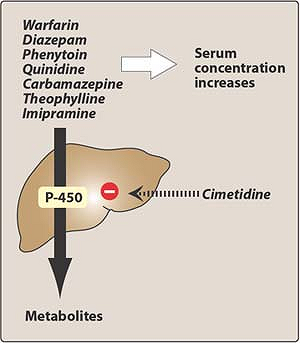 Warfarin
Diazepam
Phenytoin
Quinidine
Carbamazepine
Theophylline
Imipramine
Serum
concentration
increases
P-450
Cimetidine
Metabolites